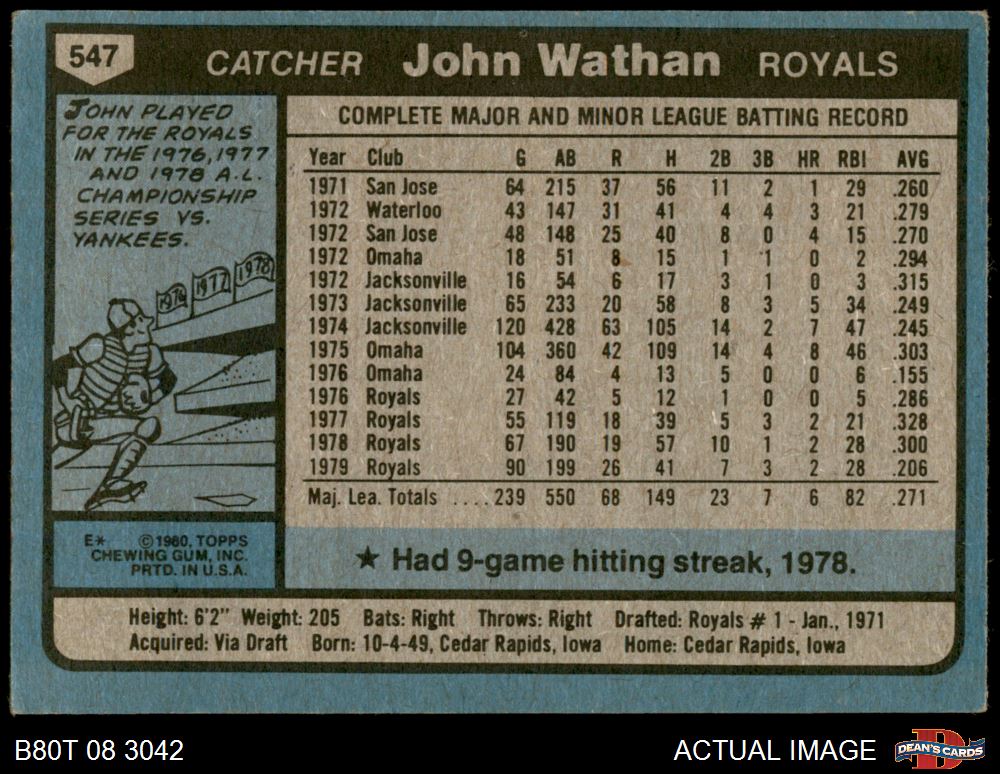 547 CATCHER John Wathan ROYALS
JOHN PLAYED
FOR THE ROYALS
IN THE 1976, 1977
AND 1978 A.L.
CHAMPIONSHIP
SERIES VS.
YANKEES.
1976 1977 1978
COMPLETE MAJOR AND MINOR LEAGUE BATTING RECORD
Year Club G AB R H 2B 3B HR RBI AVG
1971 San Jose 64 215 37 56 11 2 1 29 .260
1972 Waterloo 43 147 31 41 4 4 3 21 .279
1972 San Jose 48 148 25 40 8 0 4 15 .270
1972 Omaha 18 51 8 15 1 1 0 2 .294
1972 Jacksonville 16 54 6 17 3 1 0 3 .315
1973 Jacksonville 65 233 20 58 8 3 5 34 .249
1974 Jacksonville 120 428 63 105 14 2 7 47 .245
1975 Omaha 104 360 42 109 14 4 8 46 .303
1976 Omaha 24 84 4 13 5 0 0 6 .155
1976 Royals 27 42 5 12 1 0 0 5 .286
1977 Royals 55 119 18 39 5 3 2 21 .328
1978 Royals 67 190 19 57 10 1 2 28 .300
1979 Royals 90 199 26 41 7 3 2 28 .206
Maj. Lea. Totals ....239 550 68 149 23 7 6 82 .271
E* ©1980, TOPPS
CHEWING GUM, INC.
PRTD. IN U.S.A.
★ Had 9-game hitting streak, 1978.
Height: 6'2" Weight: 205 Bats: Right Throws: Right Drafted: Royals # 1 - Jan., 1971
Acquired: Via Draft Born: 10-4-49, Cedar Rapids, Iowa Home: Cedar Rapids, Iowa
B80T 08 3042 ACTUAL IMAGE DEAN'S CARDS